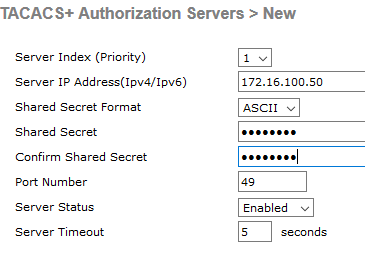 TACACS+ Authorization Servers > New
Server Index (Priority) 1
Server IP Address(Ipv4/Ipv6) 172.16.100.50
Shared Secret Format ASCII
Shared Secret ••••••••
Confirm Shared Secret ••••••••
Port Number 49
Server Status Enabled
Server Timeout 5 seconds